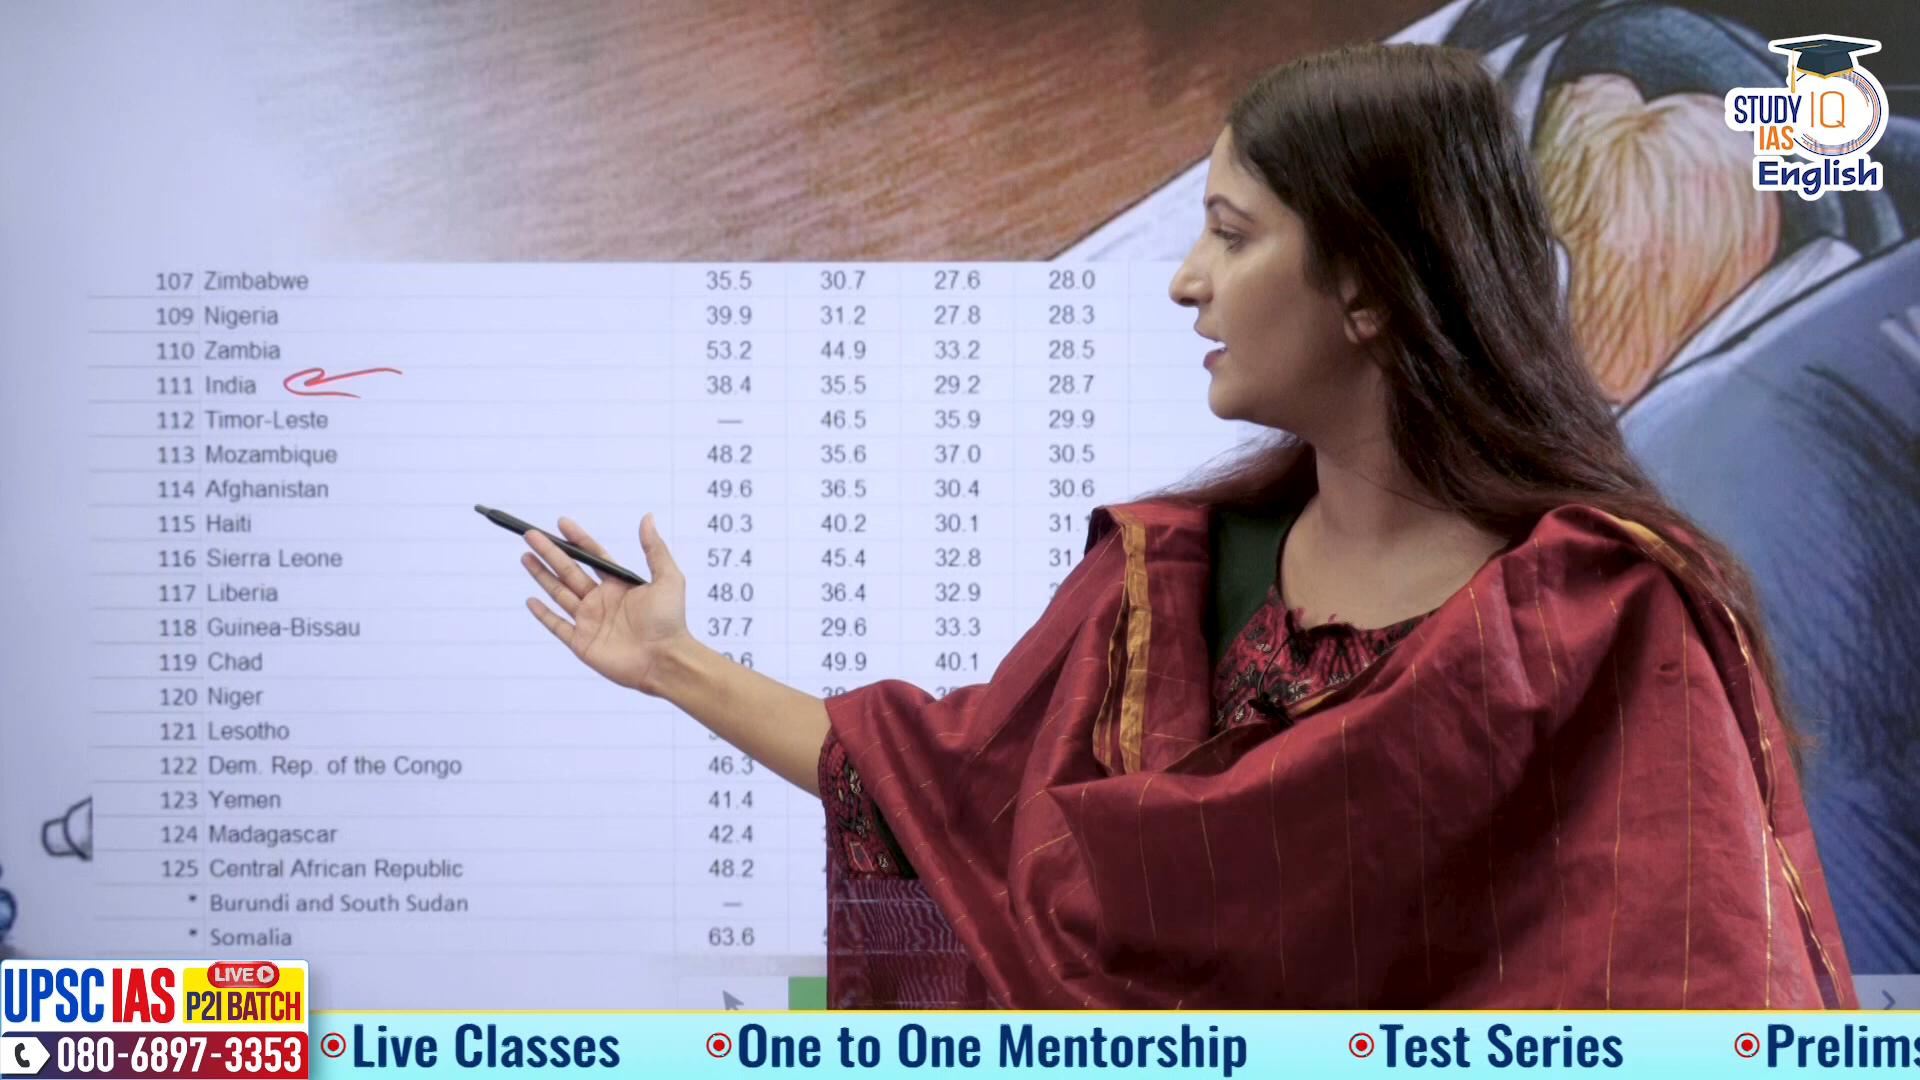 STUDY IQ
IAS
English
107 Zimbabwe 35.5 30.7 27.6 28.0
109 Nigeria 39.9 31.2 27.8 28.3
110 Zambia 53.2 44.9 33.2 28.5
111 India 38.4 35.5 29.2 28.7
112 Timor-Leste — 46.5 35.9 29.9
113 Mozambique 48.2 35.6 37.0 30.5
114 Afghanistan 49.6 36.5 30.4 30.6
115 Haiti 40.3 40.2 30.1 31.
116 Sierra Leone 57.4 45.4 32.8 31
117 Liberia 48.0 36.4 32.9
118 Guinea-Bissau 37.7 29.6 33.3
119 Chad 49.9 40.1
120 Niger
121 Lesotho
122 Dem. Rep. of the Congo 46.3
123 Yemen 41.4
124 Madagascar 42.4
125 Central African Republic 48.2
* Burundi and South Sudan —
* Somalia 63.6
UPSC IAS LIVE P2I BATCH
080-6897-3353
Live Classes One to One Mentorship Test Series Prelims